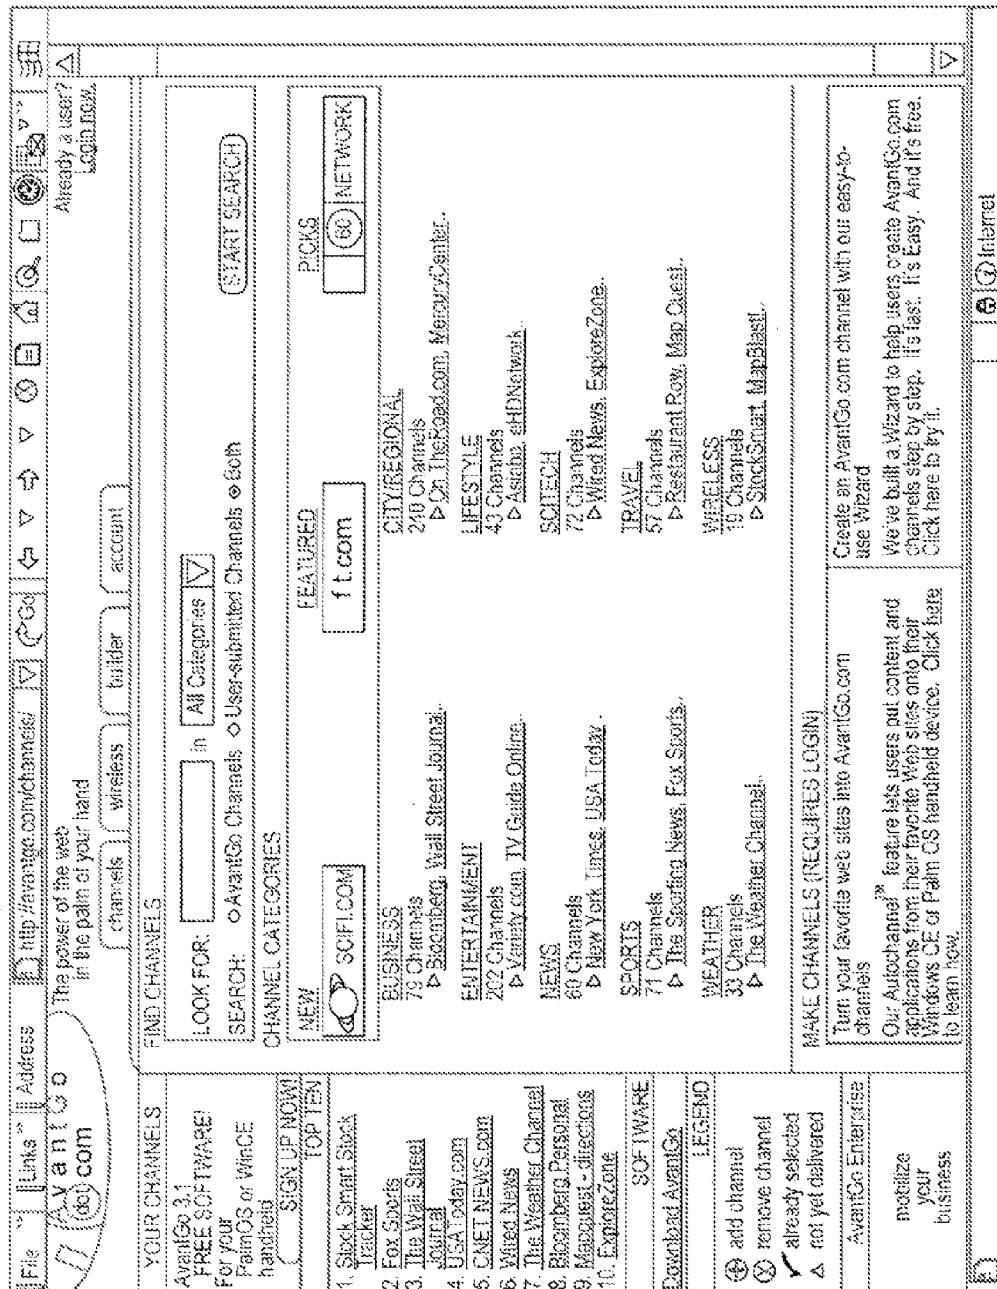 File
Links
Address
http://avantgo.com/channels/
Go
AvantGo
(dot) com
The power of the web
in the palm of your hand
Already a user?
Login now.
channels
wireless
builder
account
YOUR CHANNELS
AvantGo 3.1
FREE SOFTWARE!
For your
PalmOS or WinCE
handheld
SIGN UP NOW!
TOP TEN
1. Stock Smart Stock
Tracker
2. Fox Sports
3. The Wall Street
Journal
4. USA Today.com
5. CNET NEWS.com
6. Wired News
7. The Weather Channel
8. Bloomberg Personal
9. Mapquest - directions
10. ExploreZone
SOFTWARE
Download AvantGo
LEGEND
add channel
remove channel
already selected
not yet delivered
AvantGo Enterprise
mobilize
your
business
FIND CHANNELS
LOOK FOR:
in
All Categories
SEARCH:
AvantGo Channels
User-submitted Channels
Both
START SEARCH
CHANNEL CATEGORIES
NEW
FEATURED
PICKS
SCIFI.COM
f t.com
60
NETWORK
BUSINESS
79 Channels
Bloomberg, Wall Street Journal..
CITY/REGIONAL
240 Channels
On TheRoad.com, MercuryCenter..
ENTERTAINMENT
202 Channels
Variety.com, TV Guide Online..
LIFESTYLE
43 Channels
Asiaba, eHDNetwork..
NEWS
60 Channels
New York Times, USA Today .
SCITECH
72 Channels
Wired News, ExploreZone..
SPORTS
71 Channels
The Sporting News, Fox Sports..
TRAVEL
57 Channels
Restaurant Row, Map Quest..
WEATHER
33 Channels
The Weather Channel..
WIRELESS
19 Channels
StockSmart, MapBlast!..
MAKE CHANNELS (REQUIRES LOGIN)
Turn your favorite web sites into AvantGo.com
channels
Our Autochannel™ feature lets users put content and
applications from their favorite Web sites onto their
Windows CE or Palm OS handheld device. Click here
to learn how.
Create an AvantGo.com channel with our easy-to-
use Wizard
We've built a Wizard to help users create AvantGo.com
channels step by step. It's fast. It's Easy. And it's free.
Click here to try it.
Internet